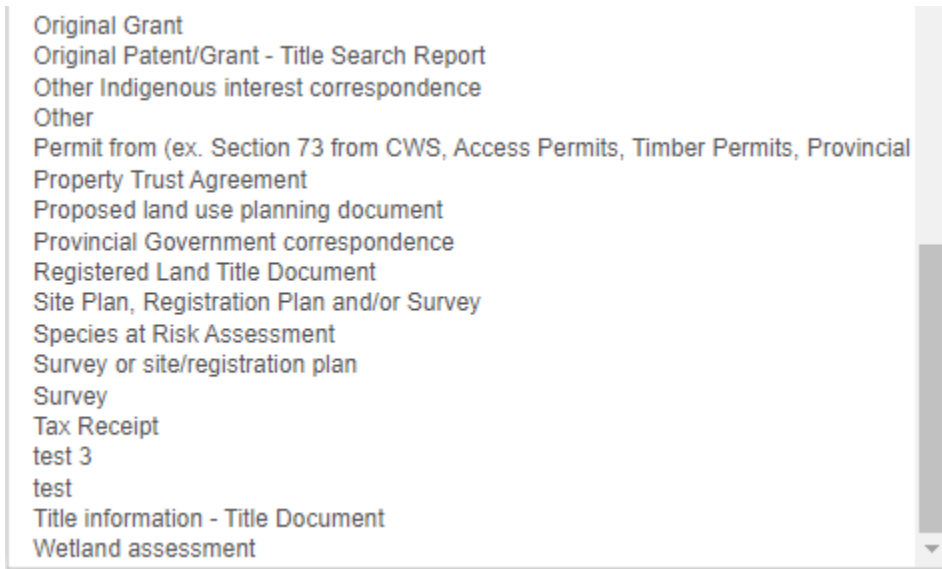 Original Grant
Original Patent/Grant - Title Search Report
Other Indigenous interest correspondence
Other
Permit from (ex. Section 73 from CWS, Access Permits, Timber Permits, Provincial
Property Trust Agreement
Proposed land use planning document
Provincial Government correspondence
Registered Land Title Document
Site Plan, Registration Plan and/or Survey
Species at Risk Assessment
Survey or site/registration plan
Survey
Tax Receipt
test 3
test
Title information - Title Document
Wetland assessment